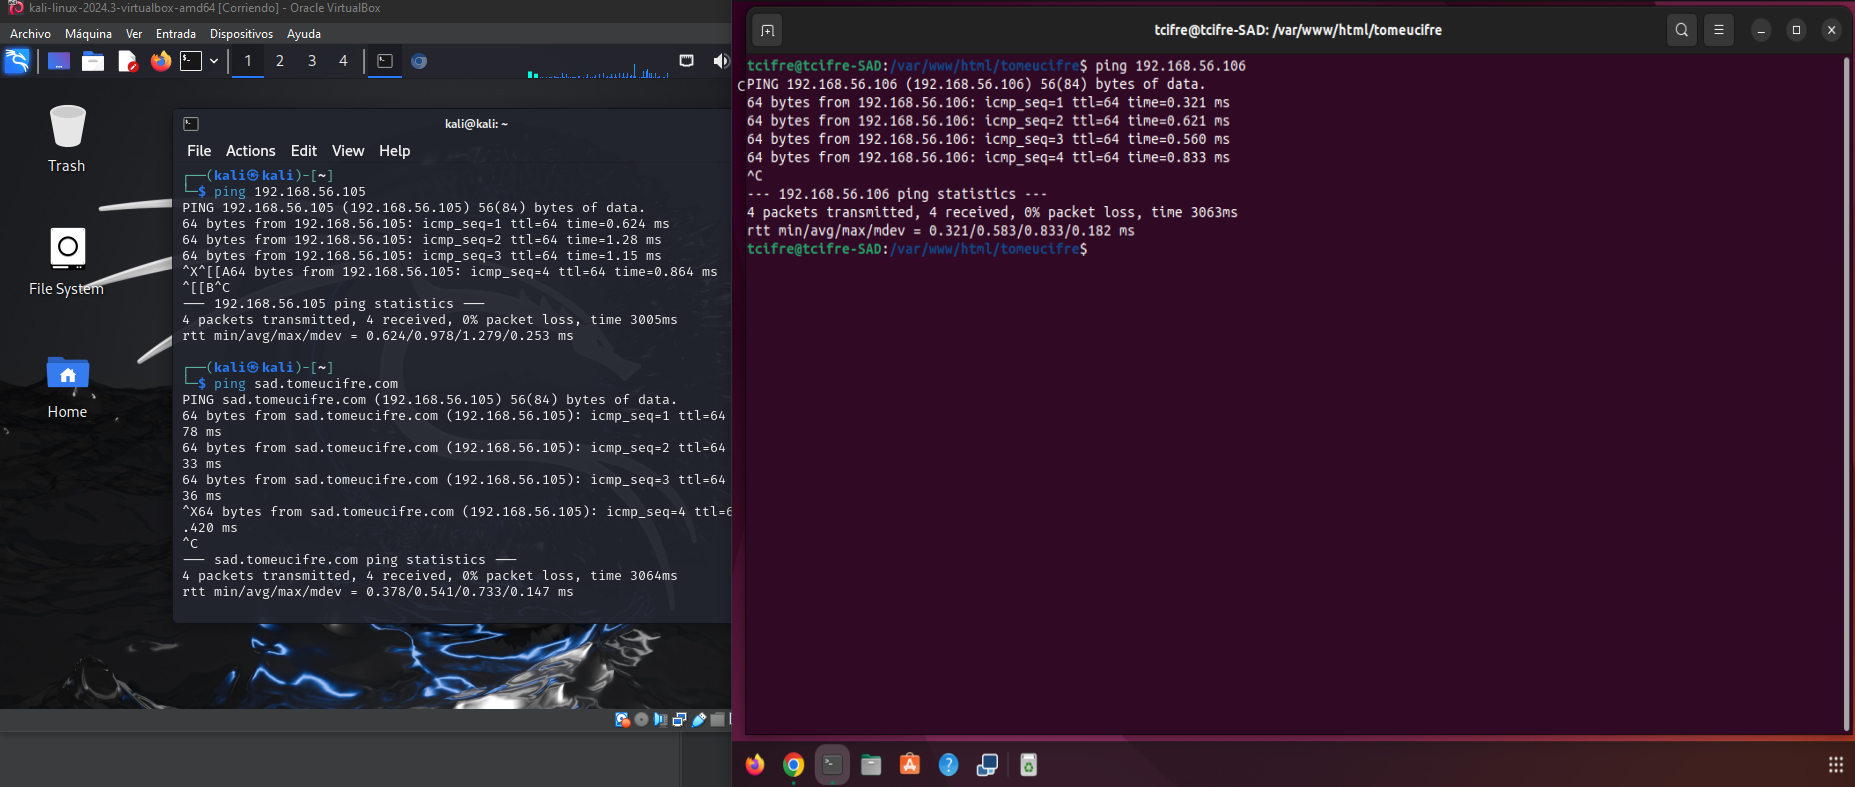 kali-linux-2024.3-virtualbox-amd64 [Corriendo] - Oracle VirtualBox
Archivo Máquina Ver Entrada Dispositivos Ayuda
1 2 3 4
Trash
File System
Home
kali@kali: ~
File Actions Edit View Help
┌──(kali㉿kali)-[~]
└─$ ping 192.168.56.105
PING 192.168.56.105 (192.168.56.105) 56(84) bytes of data.
64 bytes from 192.168.56.105: icmp_seq=1 ttl=64 time=0.624 ms
64 bytes from 192.168.56.105: icmp_seq=2 ttl=64 time=1.28 ms
64 bytes from 192.168.56.105: icmp_seq=3 ttl=64 time=1.15 ms
^X^[[A64 bytes from 192.168.56.105: icmp_seq=4 ttl=64 time=0.864 ms
^[[B^C
--- 192.168.56.105 ping statistics ---
4 packets transmitted, 4 received, 0% packet loss, time 3005ms
rtt min/avg/max/mdev = 0.624/0.978/1.279/0.253 ms
┌──(kali㉿kali)-[~]
└─$ ping sad.tomeucifre.com
PING sad.tomeucifre.com (192.168.56.105) 56(84) bytes of data.
64 bytes from sad.tomeucifre.com (192.168.56.105): icmp_seq=1 ttl=64
78 ms
64 bytes from sad.tomeucifre.com (192.168.56.105): icmp_seq=2 ttl=64
33 ms
64 bytes from sad.tomeucifre.com (192.168.56.105): icmp_seq=3 ttl=64
36 ms
^X64 bytes from sad.tomeucifre.com (192.168.56.105): icmp_seq=4 ttl=6
.420 ms
^C
--- sad.tomeucifre.com ping statistics ---
4 packets transmitted, 4 received, 0% packet loss, time 3064ms
rtt min/avg/max/mdev = 0.378/0.541/0.733/0.147 ms
tcifre@tcifre-SAD: /var/www/html/tomeucifre
tcifre@tcifre-SAD:/var/www/html/tomeucifre$ ping 192.168.56.106
PING 192.168.56.106 (192.168.56.106) 56(84) bytes of data.
64 bytes from 192.168.56.106: icmp_seq=1 ttl=64 time=0.321 ms
64 bytes from 192.168.56.106: icmp_seq=2 ttl=64 time=0.621 ms
64 bytes from 192.168.56.106: icmp_seq=3 ttl=64 time=0.560 ms
64 bytes from 192.168.56.106: icmp_seq=4 ttl=64 time=0.833 ms
^C
--- 192.168.56.106 ping statistics ---
4 packets transmitted, 4 received, 0% packet loss, time 3063ms
rtt min/avg/max/mdev = 0.321/0.583/0.833/0.182 ms
tcifre@tcifre-SAD:/var/www/html/tomeucifre$